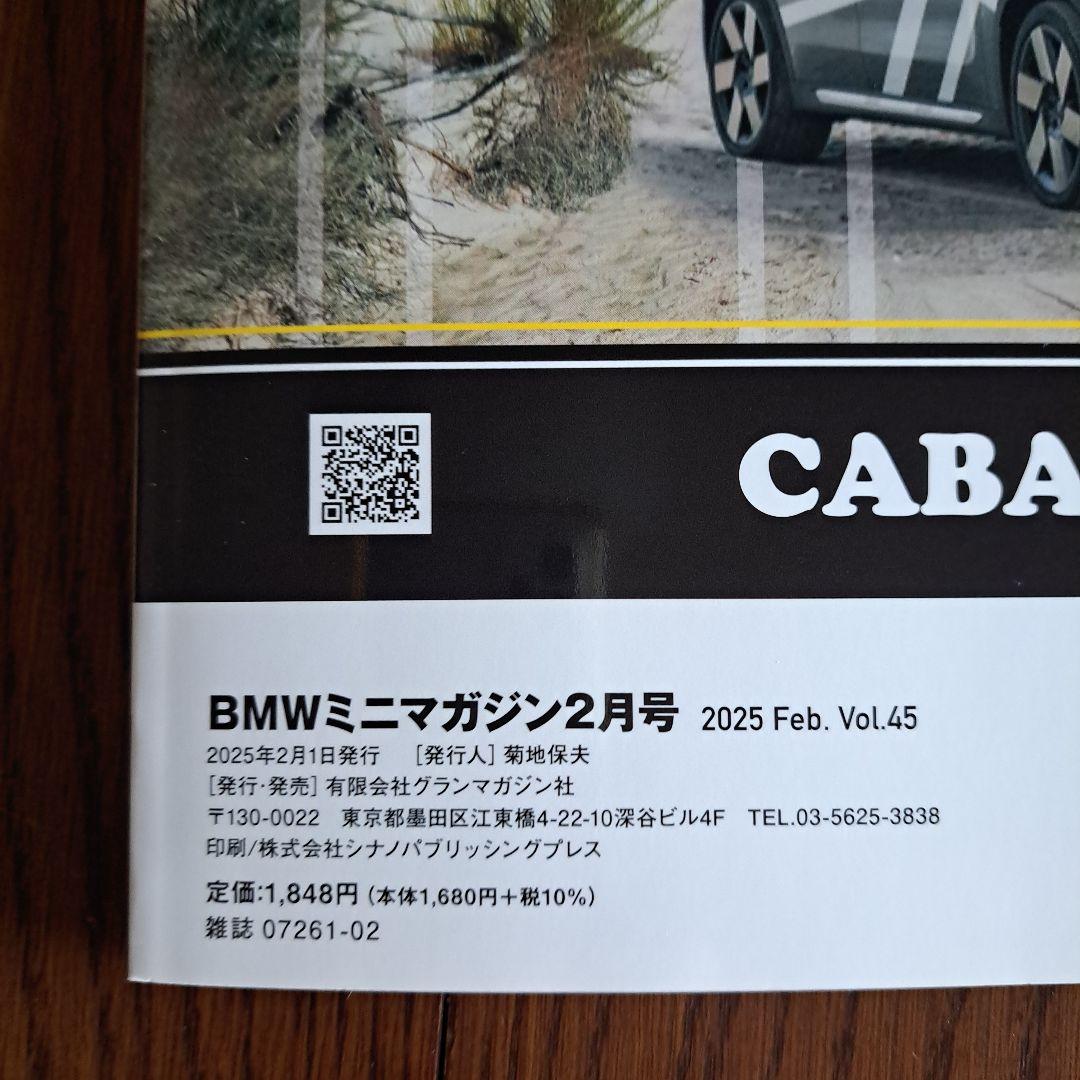 CABA
BMWミニマガジン2月号 2025 Feb. Vol.45
2025年2月1日発行 [発行人] 菊地保夫
[発行・発売] 有限会社グランマガジン社
〒130-0022 東京都墨田区江東橋4-22-10深谷ビル4F TEL.03-5625-3838
印刷/株式会社シナノパブリッシングプレス
定価:1,848円 (本体1,680円+税10%)
雑誌 07261-02